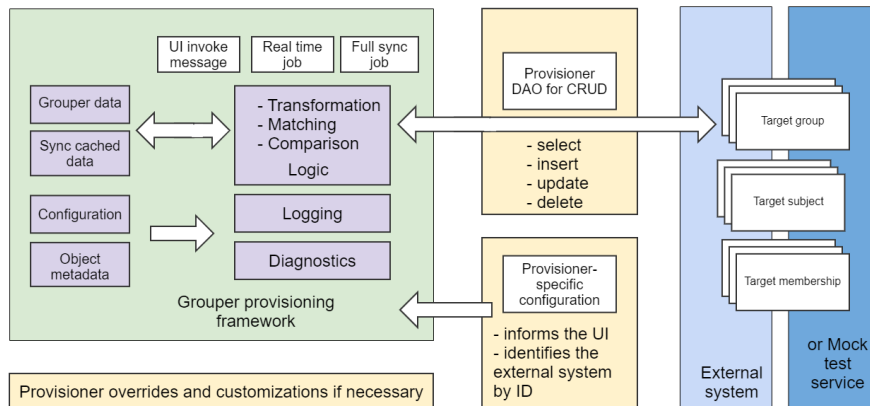 UI invoke
message
Real time
job
Full sync
job
Grouper data
Sync cached
data
Configuration
Object
metadata
- Transformation
- Matching
- Comparison
Logic
Logging
Diagnostics
Grouper provisioning
framework
Provisioner
DAO for CRUD
- select
- insert
- update
- delete
Provisioner-
specific
configuration
- informs the UI
- identifies the
external system
by ID
Target group
Target subject
Target membership
External
system
or Mock
test
service
Provisioner overrides and customizations if necessary